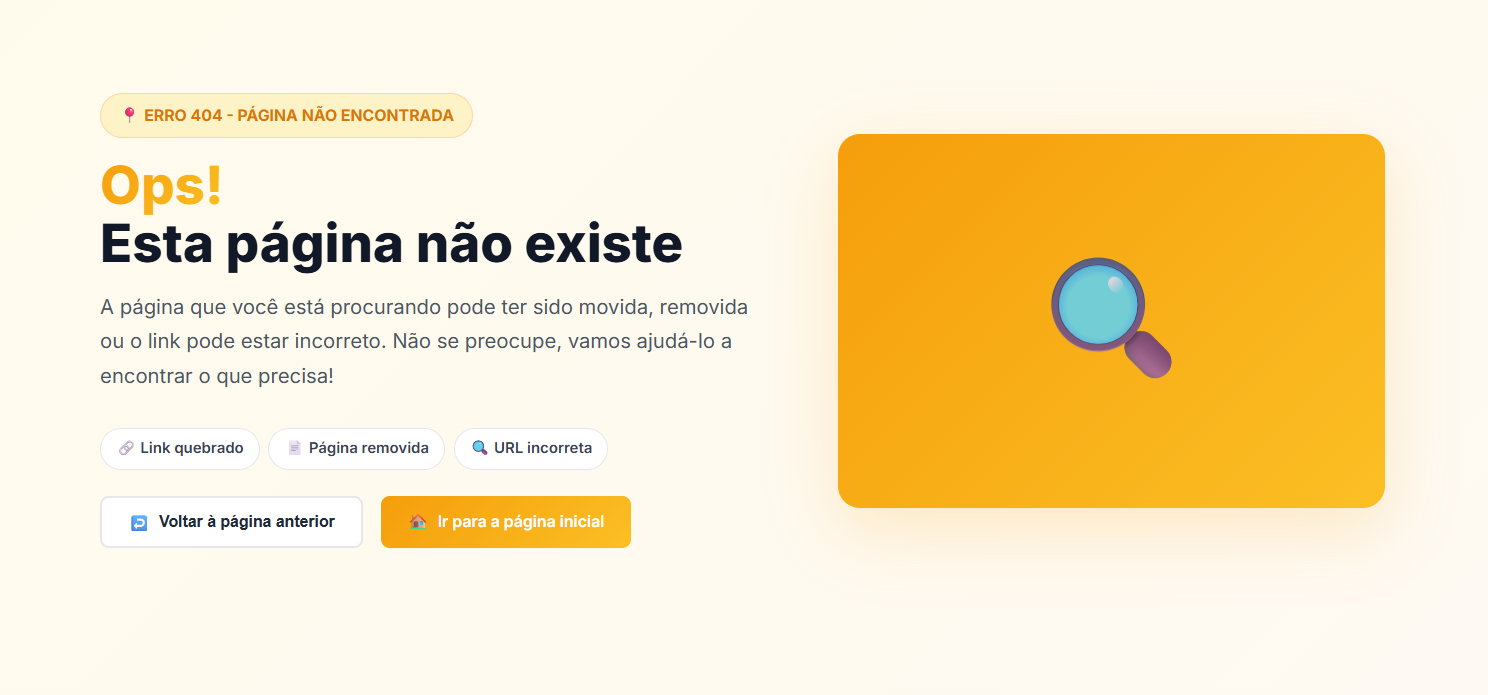 ERRO 404 - PÁGINA NÃO ENCONTRADA
Ops!
Esta página não existe
A página que você está procurando pode ter sido movida, removida
ou o link pode estar incorreto. Não se preocupe, vamos ajudá-lo a
encontrar o que precisa!
Link quebrado
Página removida
URL incorreta
Voltar à página anterior
Ir para a página inicial